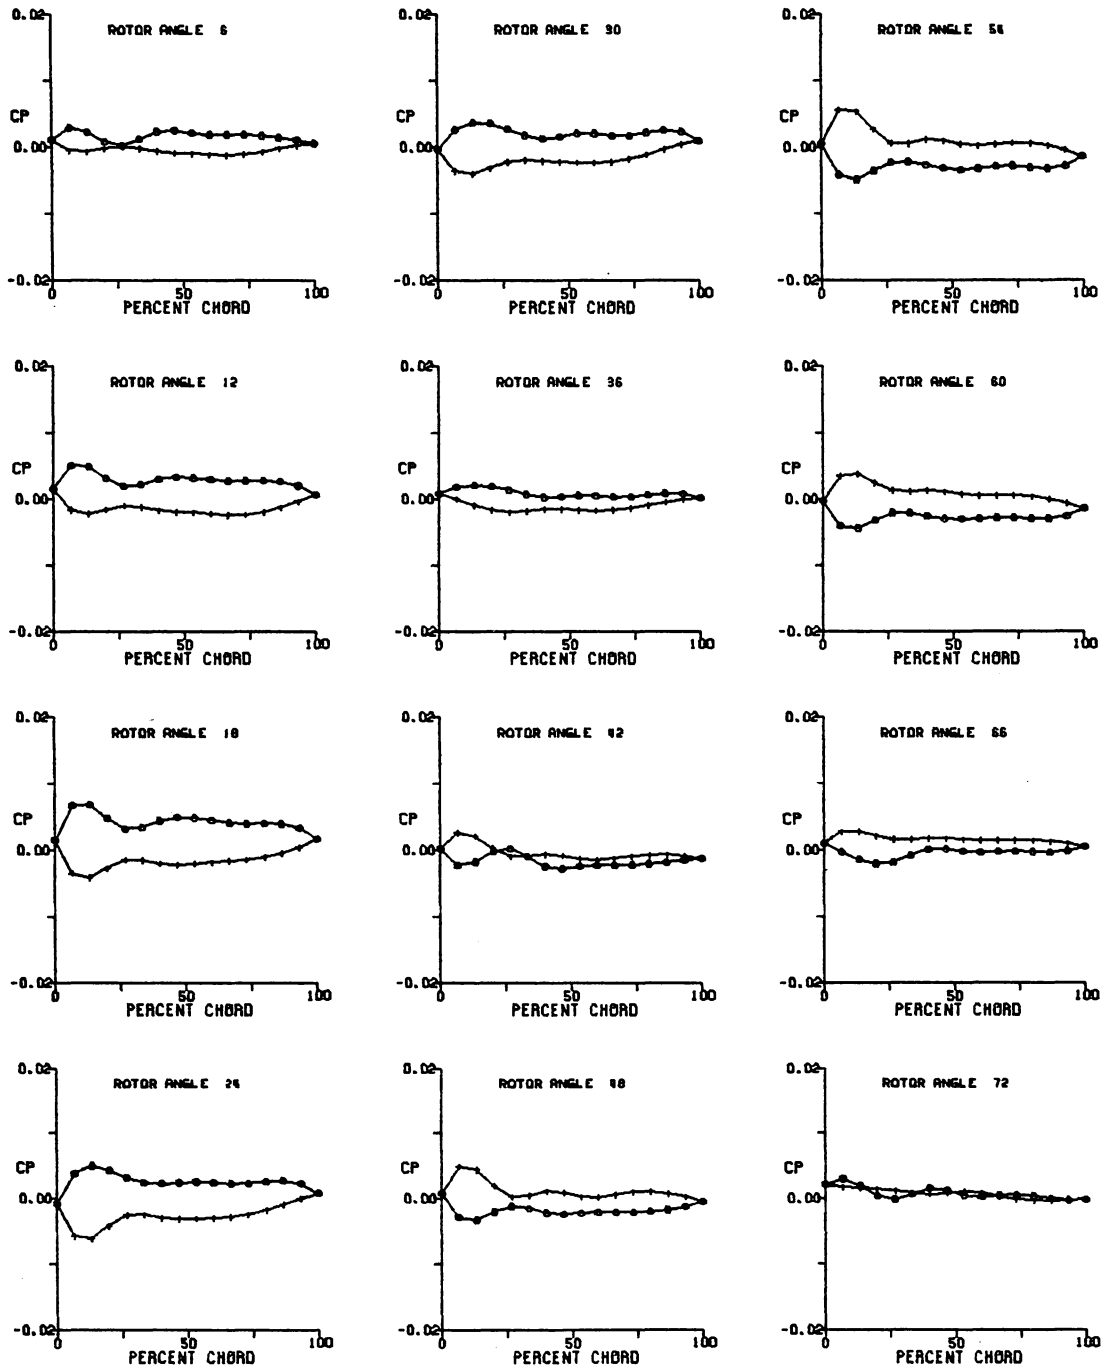 0.02
ROTOR ANGLE 6
CP
0.00
-0.02
0 50 100
PERCENT CHORD
0.02
ROTOR ANGLE 30
CP
0.00
-0.02
0 50 100
PERCENT CHORD
0.02
ROTOR ANGLE 54
CP
0.00
-0.02
0 50 100
PERCENT CHORD
0.02
ROTOR ANGLE 12
CP
0.00
-0.02
0 50 100
PERCENT CHORD
0.02
ROTOR ANGLE 36
CP
0.00
-0.02
0 50 100
PERCENT CHORD
0.02
ROTOR ANGLE 60
CP
0.00
-0.02
0 50 100
PERCENT CHORD
0.02
ROTOR ANGLE 18
CP
0.00
-0.02
0 50 100
PERCENT CHORD
0.02
ROTOR ANGLE 42
CP
0.00
-0.02
0 50 100
PERCENT CHORD
0.02
ROTOR ANGLE 66
CP
0.00
-0.02
0 50 100
PERCENT CHORD
0.02
ROTOR ANGLE 24
CP
0.00
-0.02
0 50 100
PERCENT CHORD
0.02
ROTOR ANGLE 48
CP
0.00
-0.02
0 50 100
PERCENT CHORD
0.02
ROTOR ANGLE 72
CP
0.00
-0.02
0 50 100
PERCENT CHORD